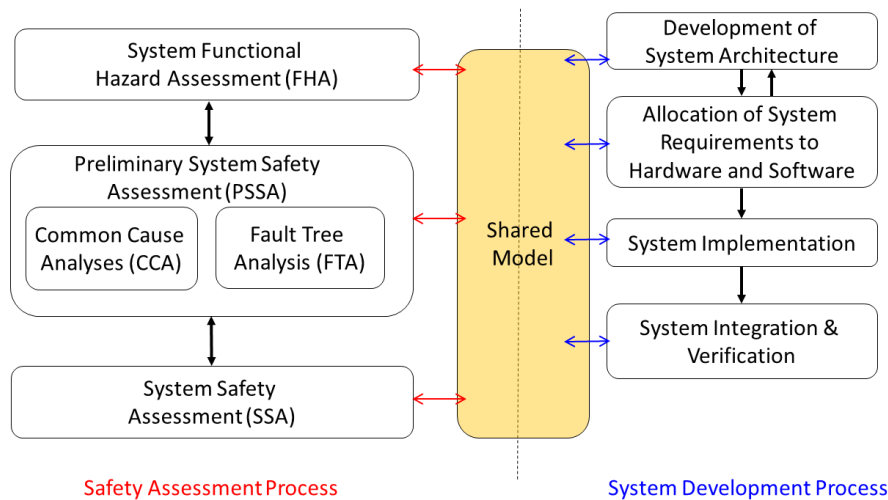 System Functional
Hazard Assessment (FHA)
Preliminary System Safety
Assessment (PSSA)
Common Cause
Analyses (CCA)
Fault Tree
Analysis (FTA)
System Safety
Assessment (SSA)
Safety Assessment Process
Shared
Model
Development of
System Architecture
Allocation of System
Requirements to
Hardware and Software
System Implementation
System Integration &
Verification
System Development Process